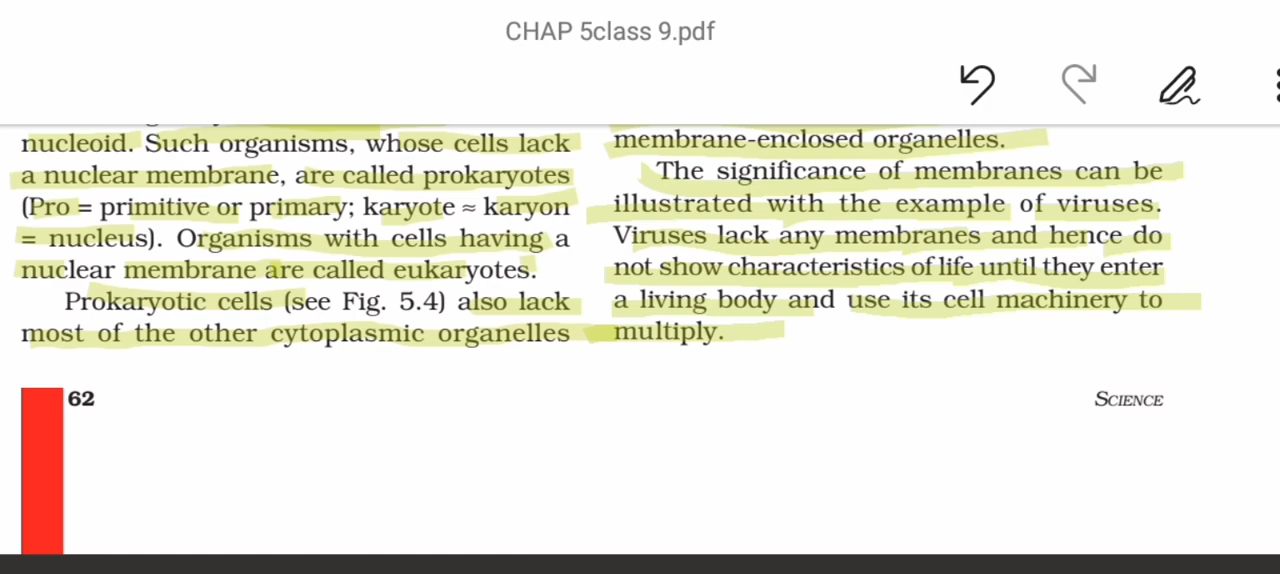 CHAP 5class 9.pdf
nucleoid. Such organisms, whose cells lack
a nuclear membrane, are called prokaryotes
(Pro = primitive or primary; karyote ≈ karyon
= nucleus). Organisms with cells having a
nuclear membrane are called eukaryotes.
Prokaryotic cells (see Fig. 5.4) also lack
most of the other cytoplasmic organelles
membrane-enclosed organelles.
The significance of membranes can be
illustrated with the example of viruses.
Viruses lack any membranes and hence do
not show characteristics of life until they enter
a living body and use its cell machinery to
multiply.
62
SCIENCE